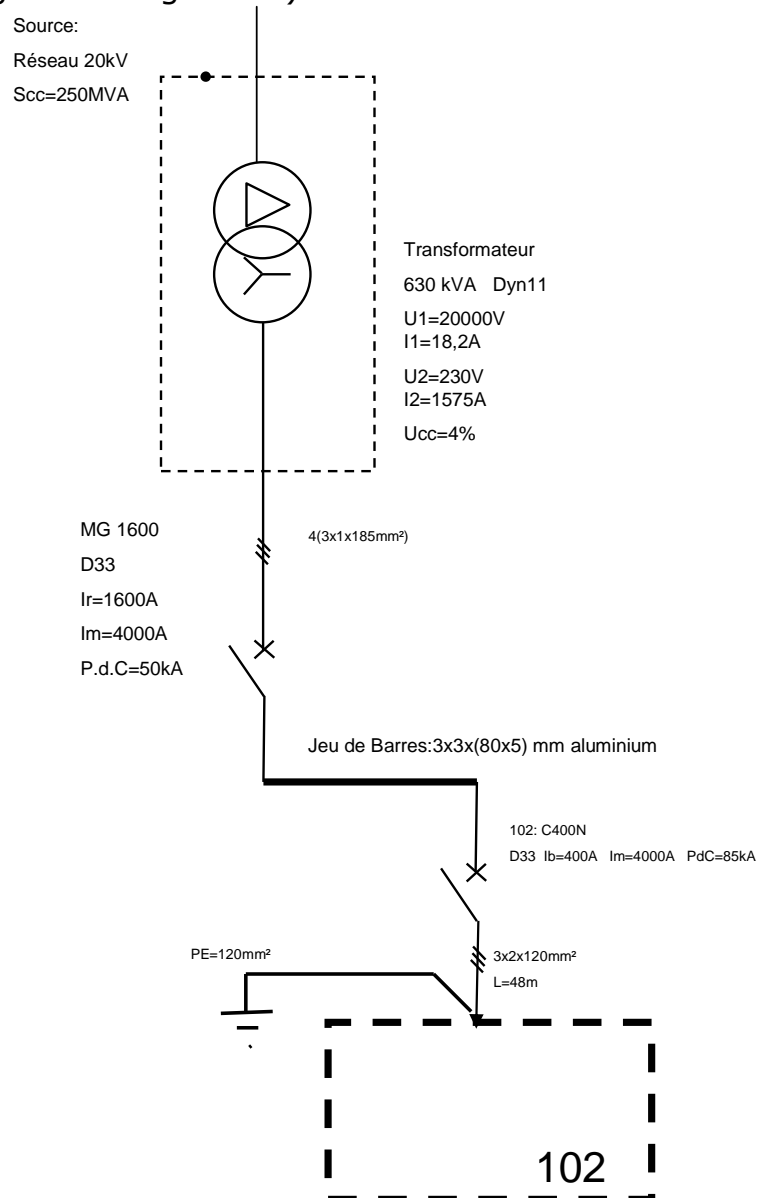 Source:
Réseau 20kV
Scc=250MVA
Transformateur
630 kVA Dyn11
U1=20000V
I1=18,2A
U2=230V
I2=1575A
Ucc=4%
MG 1600
D33
Ir=1600A
Im=4000A
P.d.C=50kA
4(3x1x185mm²)
Jeu de Barres:3x3x(80x5) mm aluminium
102: C400N
D33 Ib=400A Im=4000A PdC=85kA
PE=120mm²
3x2x120mm²
L=48m
102